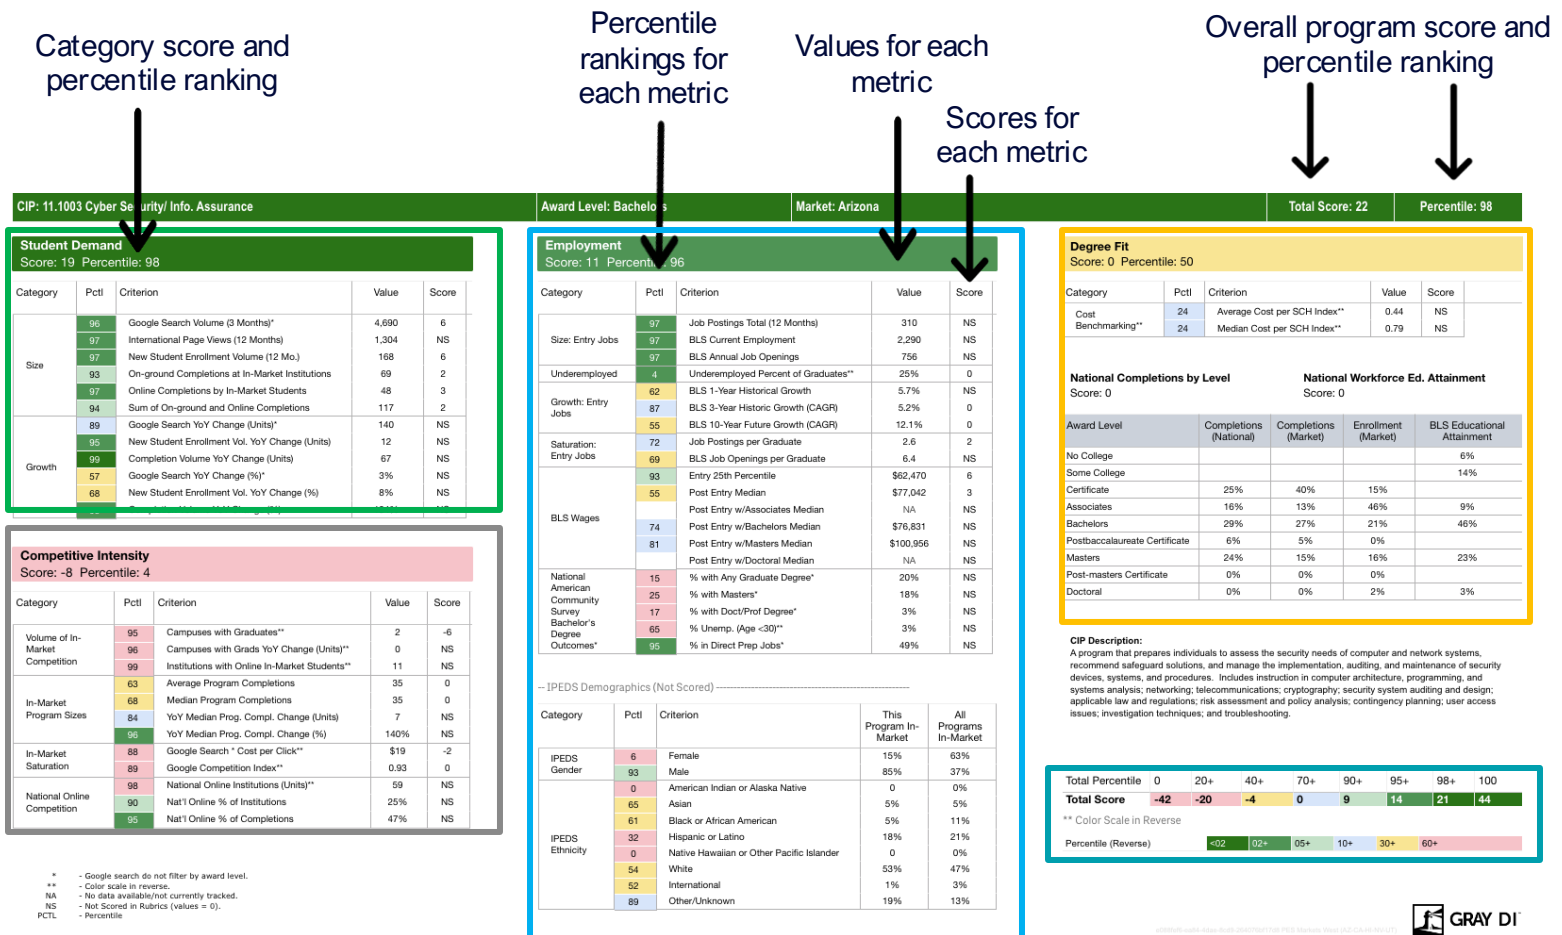 Category score and
percentile ranking
Percentile
rankings for
each metric
Values for each
metric
Scores for
each metric
Overall program score and
percentile ranking
CIP: 11.1003 Cyber Security/ Info. Assurance Award Level: Bachelors Market: Arizona Total Score: 22 Percentile: 98
Student Demand
Score: 19 Percentile: 98
Category Pctl Criterion Value Score
Size
96 Google Search Volume (3 Months)* 4,690 6
97 International Page Views (12 Months) 1,304 NS
97 New Student Enrollment Volume (12 Mo.) 168 6
93 On-ground Completions at In-Market Institutions 69 2
97 Online Completions by In-Market Students 48 3
94 Sum of On-ground and Online Completions 117 2
Growth
89 Google Search YoY Change (Units)* 140 NS
95 New Student Enrollment Vol. YoY Change (Units) 12 NS
99 Completion Volume YoY Change (Units) 67 NS
57 Google Search YoY Change (%)* 3% NS
68 New Student Enrollment Vol. YoY Change (%) 8% NS
Competitive Intensity
Score: -8 Percentile: 4
Category Pctl Criterion Value Score
Volume of In-
Market
Competition
95 Campuses with Graduates** 2 -6
96 Campuses with Grads YoY Change (Units)** 0 NS
99 Institutions with Online In-Market Students** 11 NS
In-Market
Program Sizes
63 Average Program Completions 35 0
68 Median Program Completions 35 0
84 YoY Median Prog. Compl. Change (Units) 7 NS
96 YoY Median Prog. Compl. Change (%) 140% NS
In-Market
Saturation
88 Google Search * Cost per Click** $19 -2
89 Google Competition Index** 0.93 0
National Online
Competition
98 National Online Institutions (Units)** 59 NS
90 Nat'l Online % of Institutions 25% NS
95 Nat'l Online % of Completions 47% NS
* - Google search do not filter by award level.
** - Color scale in reverse.
NA - No data available/not currently tracked.
NS - Not Scored in Rubrics (values = 0).
PCTL - Percentile
Employment
Score: 11 Percentile: 96
Category Pctl Criterion Value Score
Size: Entry Jobs
97 Job Postings Total (12 Months) 310 NS
97 BLS Current Employment 2,290 NS
97 BLS Annual Job Openings 756 NS
Underemployed 4 Underemployed Percent of Graduates** 25% 0
Growth: Entry
Jobs
62 BLS 1-Year Historical Growth 5.7% NS
87 BLS 3-Year Historic Growth (CAGR) 5.2% 0
55 BLS 10-Year Future Growth (CAGR) 12.1% 0
Saturation:
Entry Jobs
72 Job Postings per Graduate 2.6 2
69 BLS Job Openings per Graduate 6.4 NS
BLS Wages
93 Entry 25th Percentile $62,470 6
55 Post Entry Median $77,042 3
Post Entry w/Associates Median NA NS
74 Post Entry w/Bachelors Median $76,831 NS
81 Post Entry w/Masters Median $100,956 NS
Post Entry w/Doctoral Median NA NS
National
American
Community
Survey
Bachelor's
Degree
Outcomes*
15 % with Any Graduate Degree* 20% NS
25 % with Masters* 18% NS
17 % with Doct/Prof Degree* 3% NS
65 % Unemp. (Age <30)** 3% NS
95 % in Direct Prep Jobs* 49% NS
-- IPEDS Demographics (Not Scored) --
Category Pctl Criterion This
Program In-
Market All
Programs
In-Market
IPEDS
Gender
6 Female 15% 63%
93 Male 85% 37%
IPEDS
Ethnicity
0 American Indian or Alaska Native 0 0%
65 Asian 5% 5%
61 Black or African American 5% 11%
32 Hispanic or Latino 18% 21%
0 Native Hawaiian or Other Pacific Islander 0 0%
54 White 53% 47%
52 International 1% 3%
89 Other/Unknown 19% 13%
Degree Fit
Score: 0 Percentile: 50
Category Pctl Criterion Value Score
Cost
Benchmarking**
24 Average Cost per SCH Index** 0.44 NS
24 Median Cost per SCH Index** 0.79 NS
National Completions by Level
Score: 0
National Workforce Ed. Attainment
Score: 0
Award Level Completions
(National) Completions
(Market) Enrollment
(Market) BLS Educational
Attainment
No College 6%
Some College 14%
Certificate 25% 40% 15%
Associates 16% 13% 46% 9%
Bachelors 29% 27% 21% 46%
Postbaccalaureate Certificate 6% 5% 0%
Masters 24% 15% 16% 23%
Post-masters Certificate 0% 0% 0%
Doctoral 0% 0% 2% 3%
CIP Description:
A program that prepares individuals to assess the security needs of computer and network systems,
recommend safeguard solutions, and manage the implementation, auditing, and maintenance of security
devices, systems, and procedures. Includes instruction in computer architecture, programming, and
systems analysis; networking; telecommunications; cryptography; security system auditing and design;
applicable law and regulations; risk assessment and policy analysis; contingency planning; user access
issues; investigation techniques; and troubleshooting.
Total Percentile 0 20+ 40+ 70+ 90+ 95+ 98+ 100
Total Score -42 -20 -4 0 9 14 21 44
** Color Scale in Reverse
Percentile (Reverse) <02 02+ 05+ 10+ 30+ 60+
GRAY DI